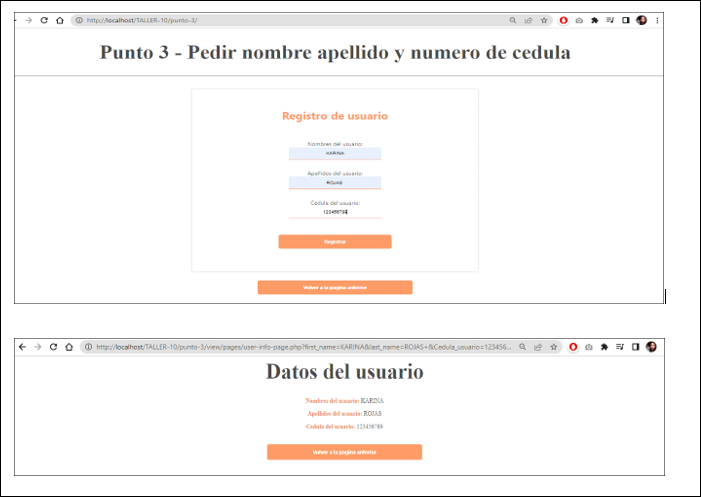 http://localhost/TALLER-10/punto-3/
Punto 3 - Pedir nombre apellido y numero de cedula
Registro de usuario
Nombres del usuario:
KARINA
Apellidos del usuario:
ROJAS
Cedula del usuario:
123456789
Registrar
Volver a la pagina anterior
http://localhost/TALLER-10/punto-3/view/pages/user-info-page.php?first_name=KARINA&last_name=ROJAS+&Cedula_usuario=123456...
Datos del usuario
Nombres del usuario: KARINA
Apellidos del usuario: ROJAS
Cedula del usuario: 123456789
Volver a la pagina anterior